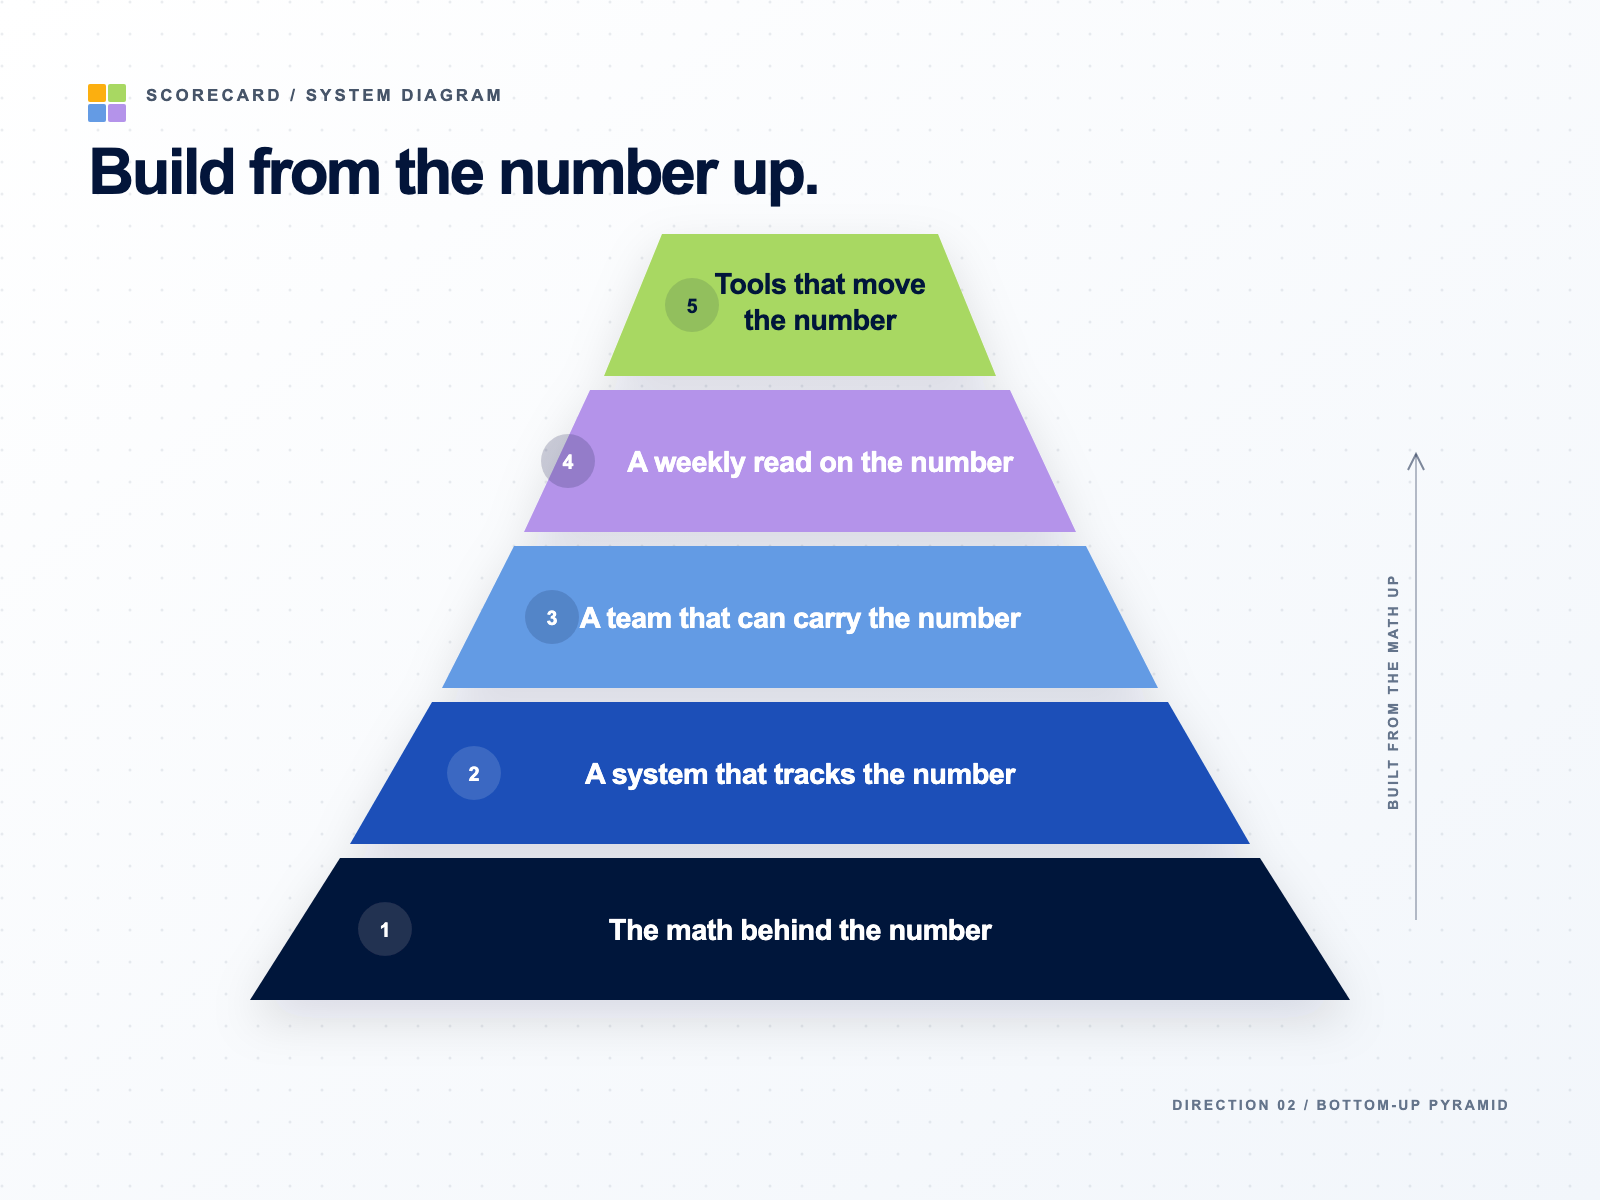 SCORECARD / SYSTEM DIAGRAM
Build from the number up.
5
Tools that move
the number
4
A weekly read on the number
3
A team that can carry the number
2
A system that tracks the number
1
The math behind the number
BUILT FROM THE MATH UP
DIRECTION 02 / BOTTOM-UP PYRAMID